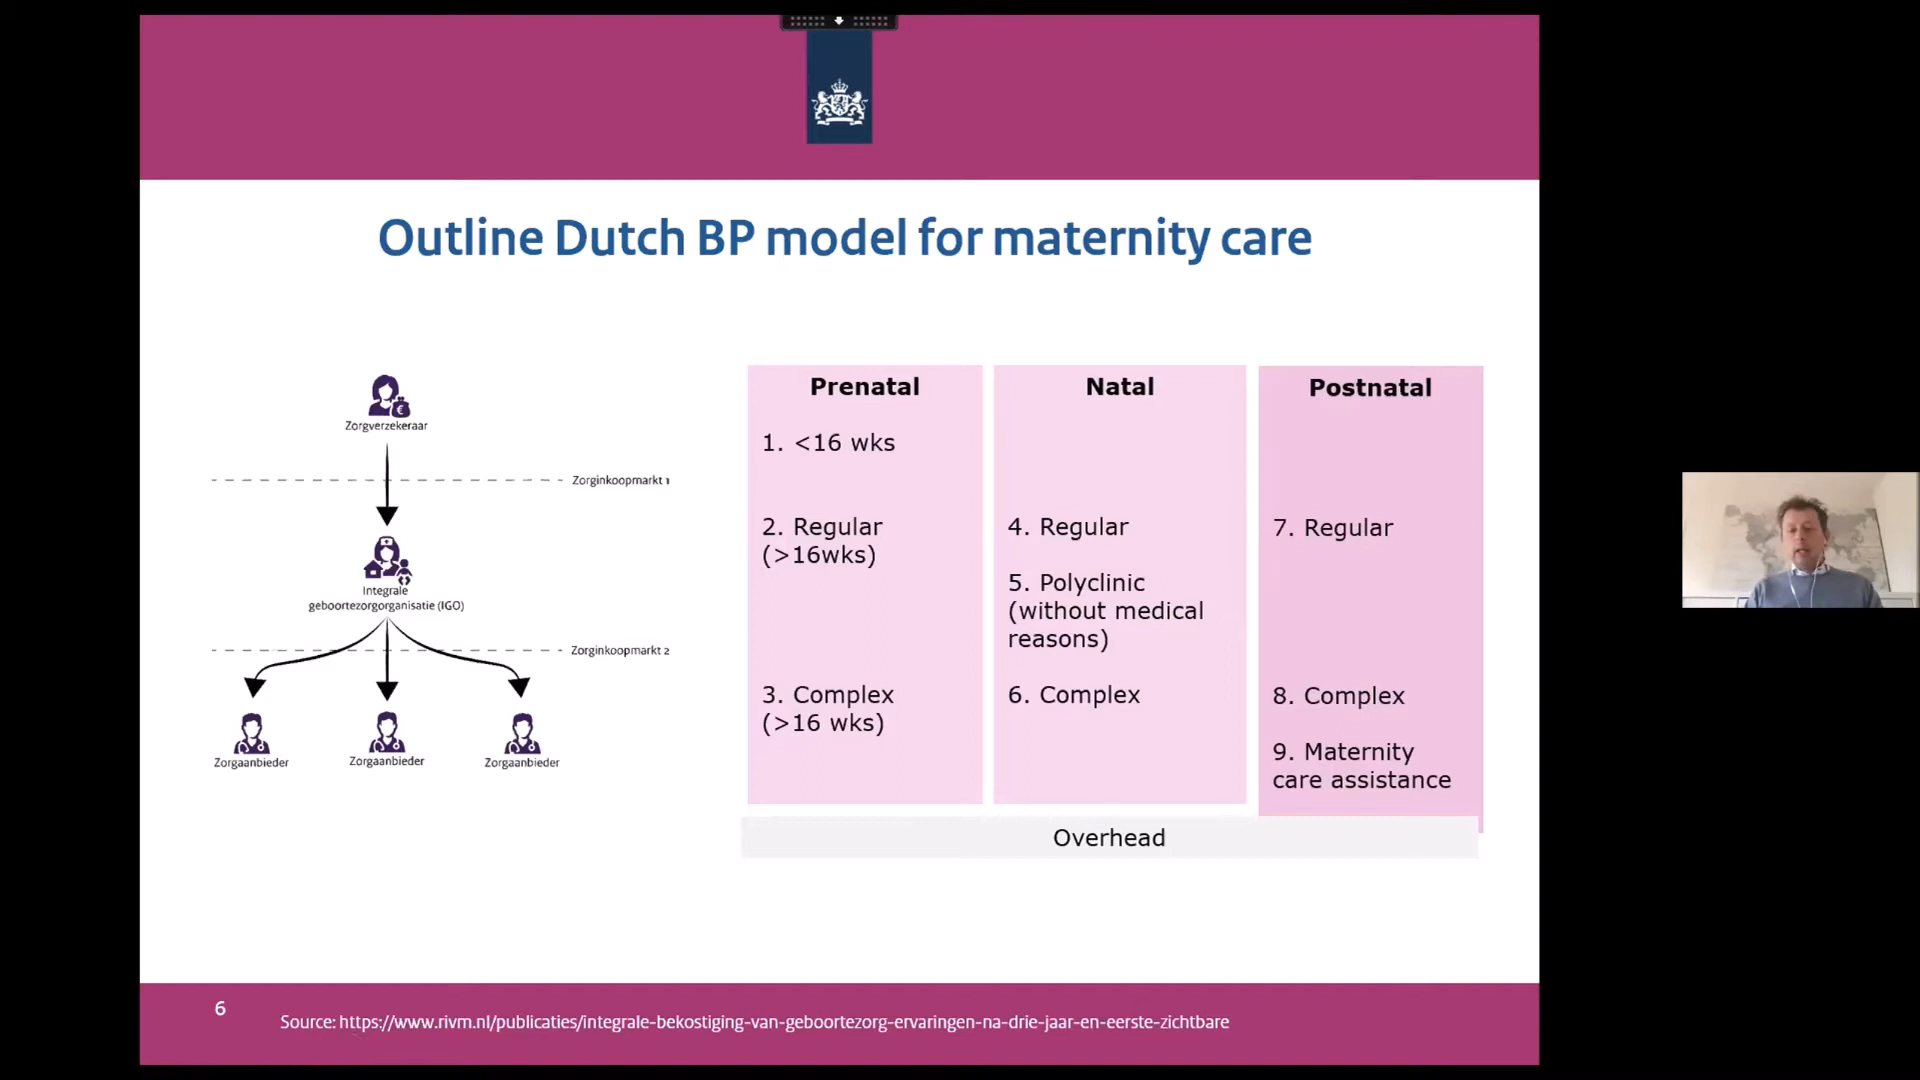 Outline Dutch BP model for maternity care
Zorgverzekeraar
Zorginkoopmarkt 1
Integrale
geboortezorgorganisatie (IGO)
Zorginkoopmarkt 2
Zorgaanbieder
Zorgaanbieder
Zorgaanbieder
Prenatal
1. <16 wks
2. Regular
(>16wks)
3. Complex
(>16 wks)
Natal
4. Regular
5. Polyclinic
(without medical
reasons)
6. Complex
Postnatal
7. Regular
8. Complex
9. Maternity
care assistance
Overhead
6
Source: https://www.rivm.nl/publicaties/integrale-bekostiging-van-geboortezorg-ervaringen-na-drie-jaar-en-eerste-zichtbare